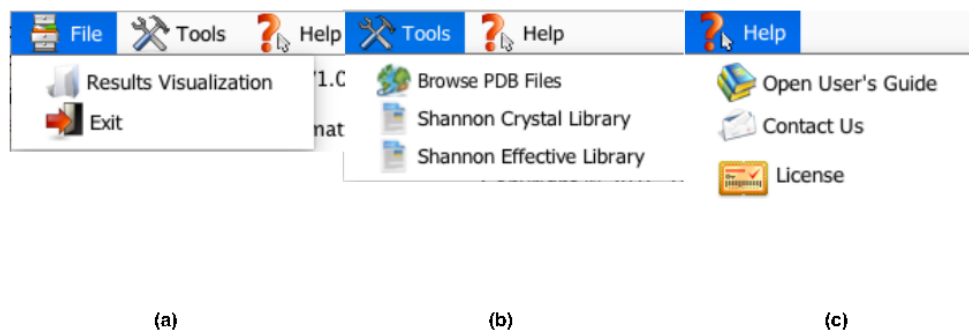 File Tools Help Tools Help Help
Results Visualization
Exit
Browse PDB Files
Shannon Crystal Library
Shannon Effective Library
Open User's Guide
Contact Us
License
(a) (b) (c)